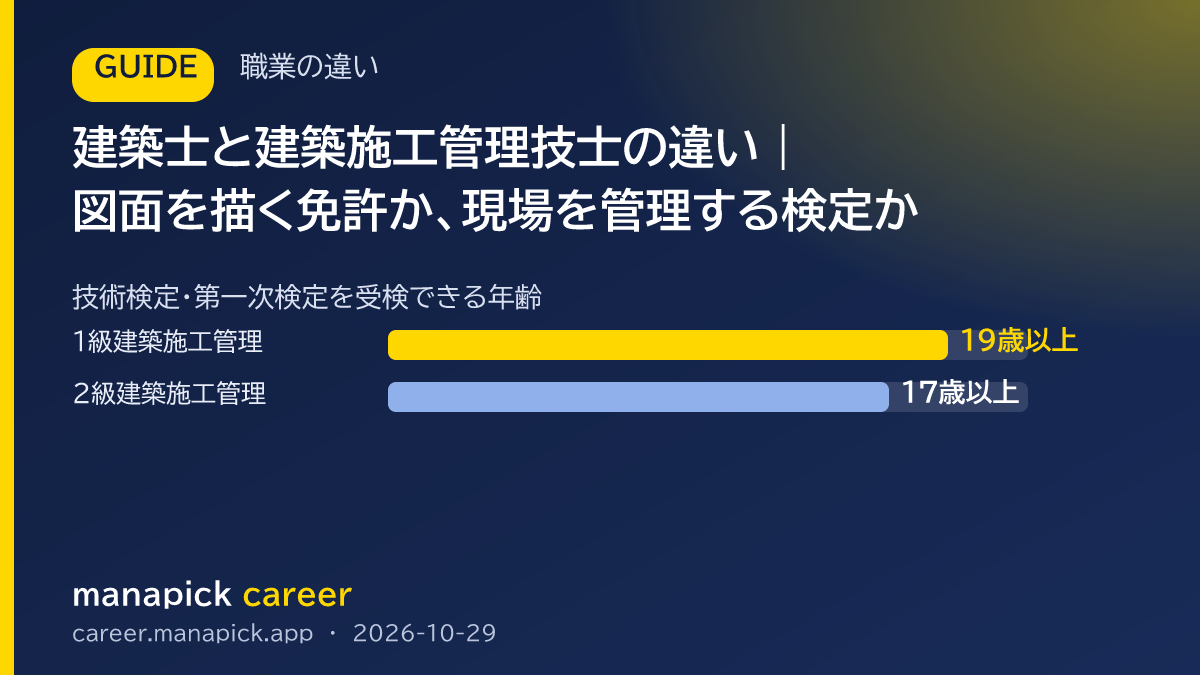 GUIDE 職業の違い
建築士と建築施工管理技士の違い｜
図面を描く免許か、現場を管理する検定か
技術検定・第一次検定を受検できる年齢
1級建築施工管理 19歳以上
2級建築施工管理 17歳以上
manapick career
career.manapick.app · 2026-10-29